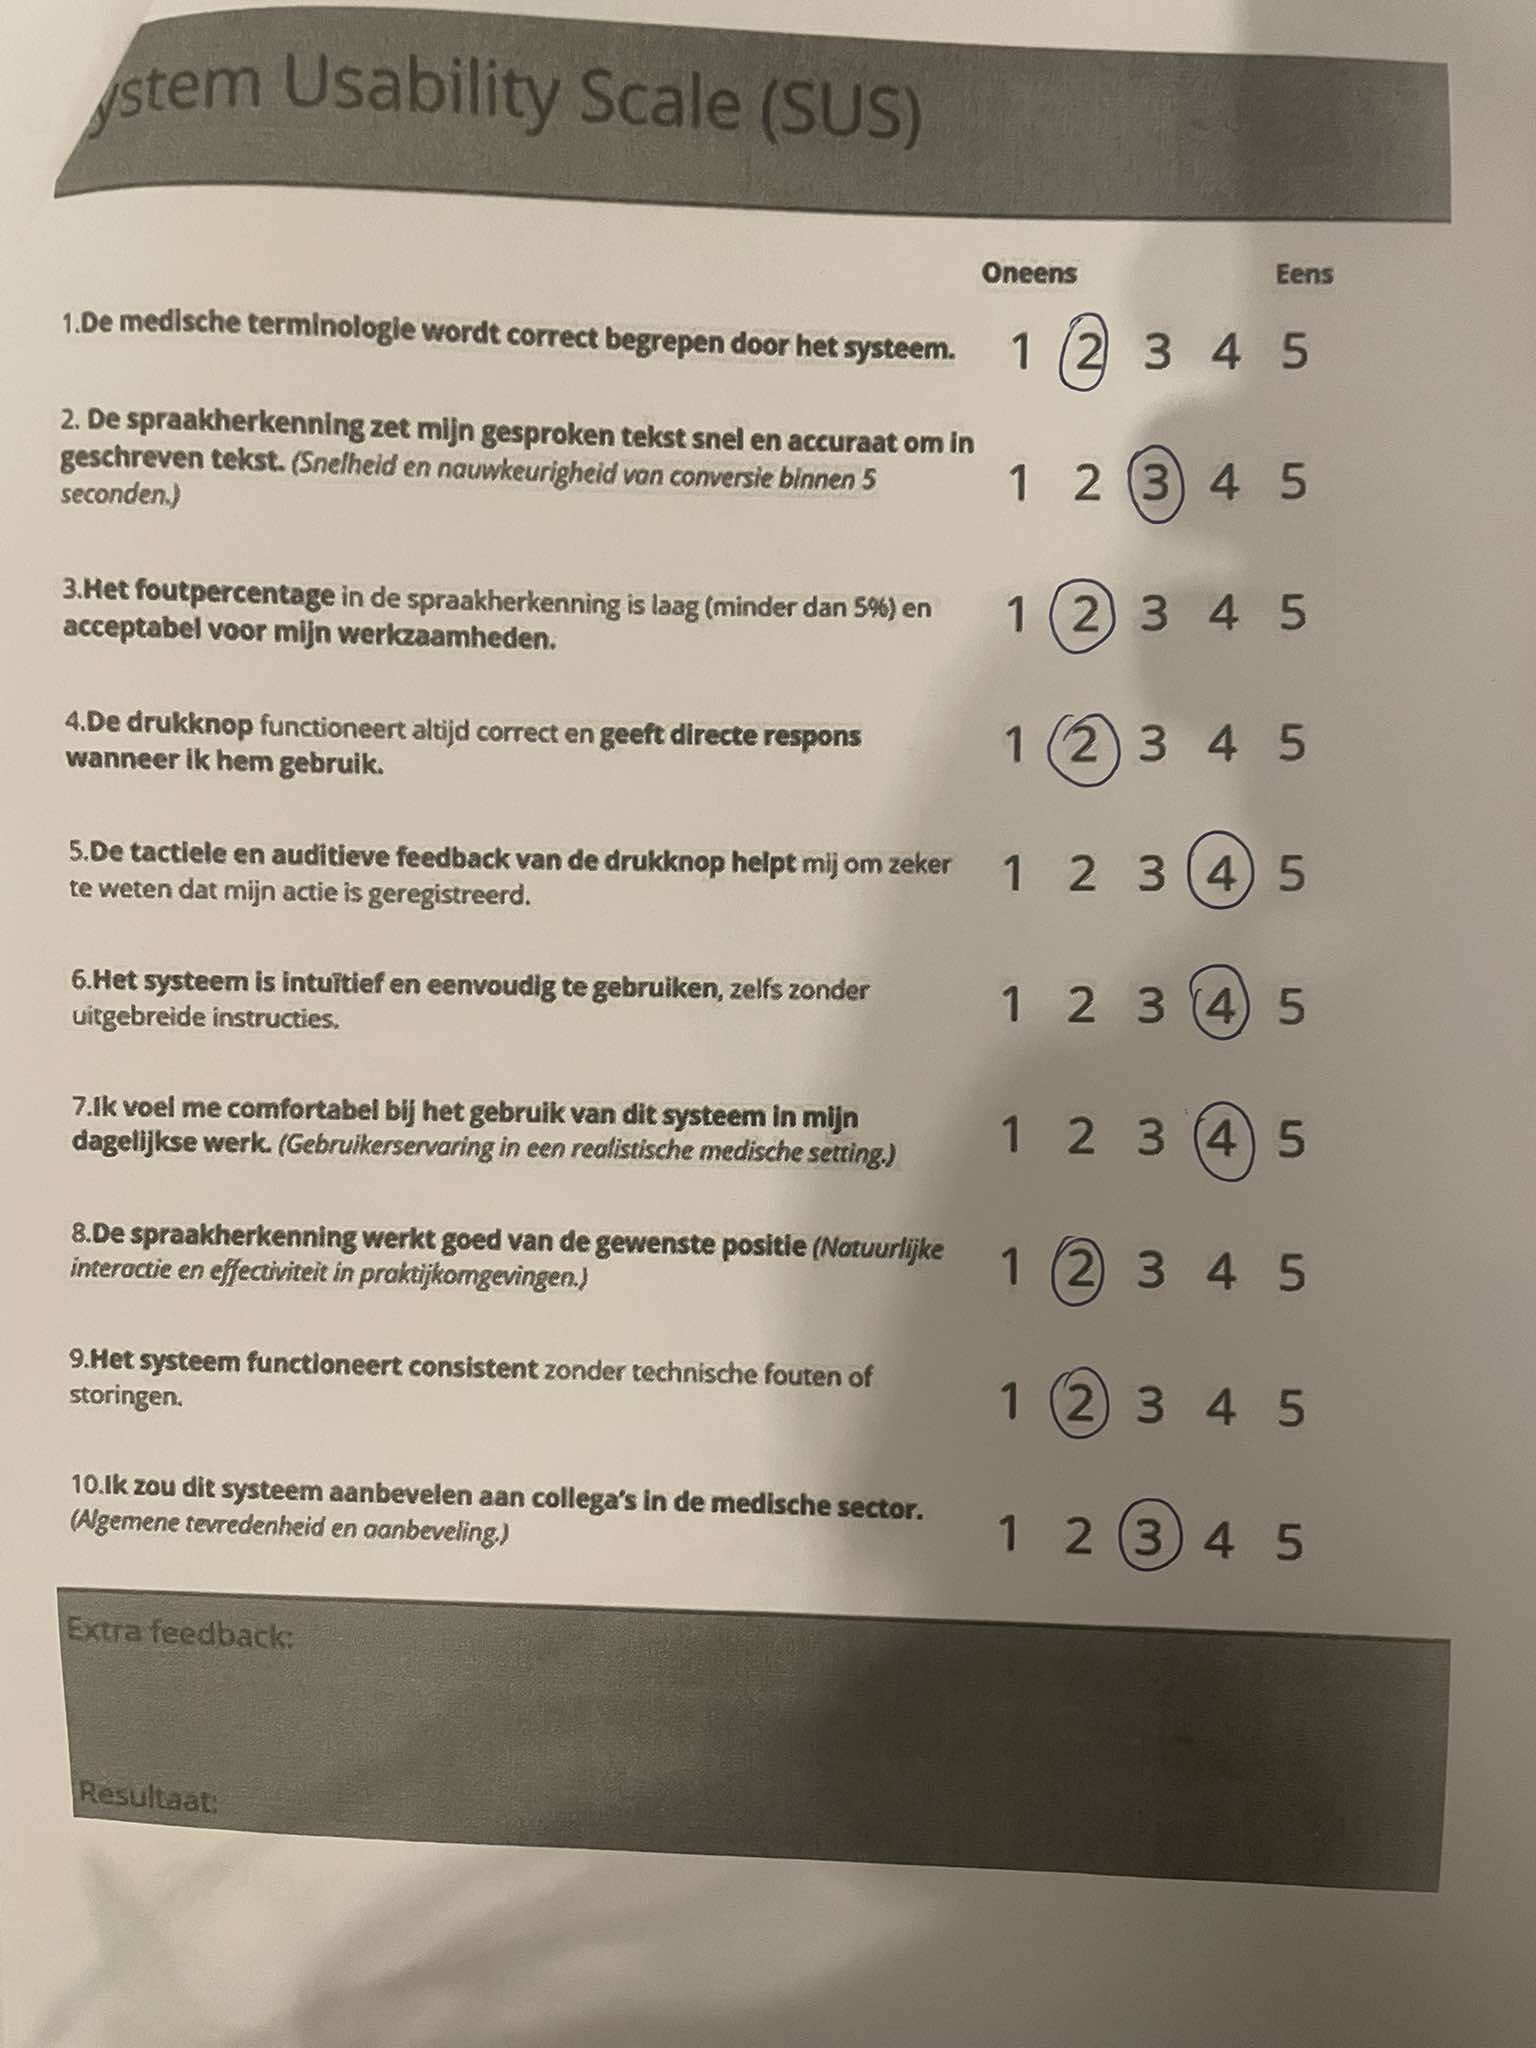 ystem Usability Scale (SUS)
Oneens Eens
1.De medische terminologie wordt correct begrepen door het systeem. 1 2 3 4 5
2. De spraakherkenning zet mijn gesproken tekst snel en accuraat om in
geschreven tekst. (Snelheid en nauwkeurigheid van conversie binnen 5
seconden.)
1 2 3 4 5
3.Het foutpercentage in de spraakherkenning is laag (minder dan 5%) en
acceptabel voor mijn werkzaamheden.
1 2 3 4 5
4.De drukknop functioneert altijd correct en geeft directe respons
wanneer ik hem gebruik.
1 2 3 4 5
5.De tactiele en auditieve feedback van de drukknop helpt mij om zeker
te weten dat mijn actie is geregistreerd.
1 2 3 4 5
6.Het systeem is intuïtief en eenvoudig te gebruiken, zelfs zonder
uitgebreide instructies.
1 2 3 4 5
7.Ik voel me comfortabel bij het gebruik van dit systeem in mijn
dagelijkse werk. (Gebruikerservaring in een realistische medische setting.)
1 2 3 4 5
8.De spraakherkenning werkt goed van de gewenste positie (Natuurlijke
interactie en effectiviteit in praktijkomgevingen.)
1 2 3 4 5
9.Het systeem functioneert consistent zonder technische fouten of
storingen.
1 2 3 4 5
10.Ik zou dit systeem aanbevelen aan collega's in de medische sector.
(Algemene tevredenheid en aanbeveling.)
1 2 3 4 5
Extra feedback:
Resultaat: